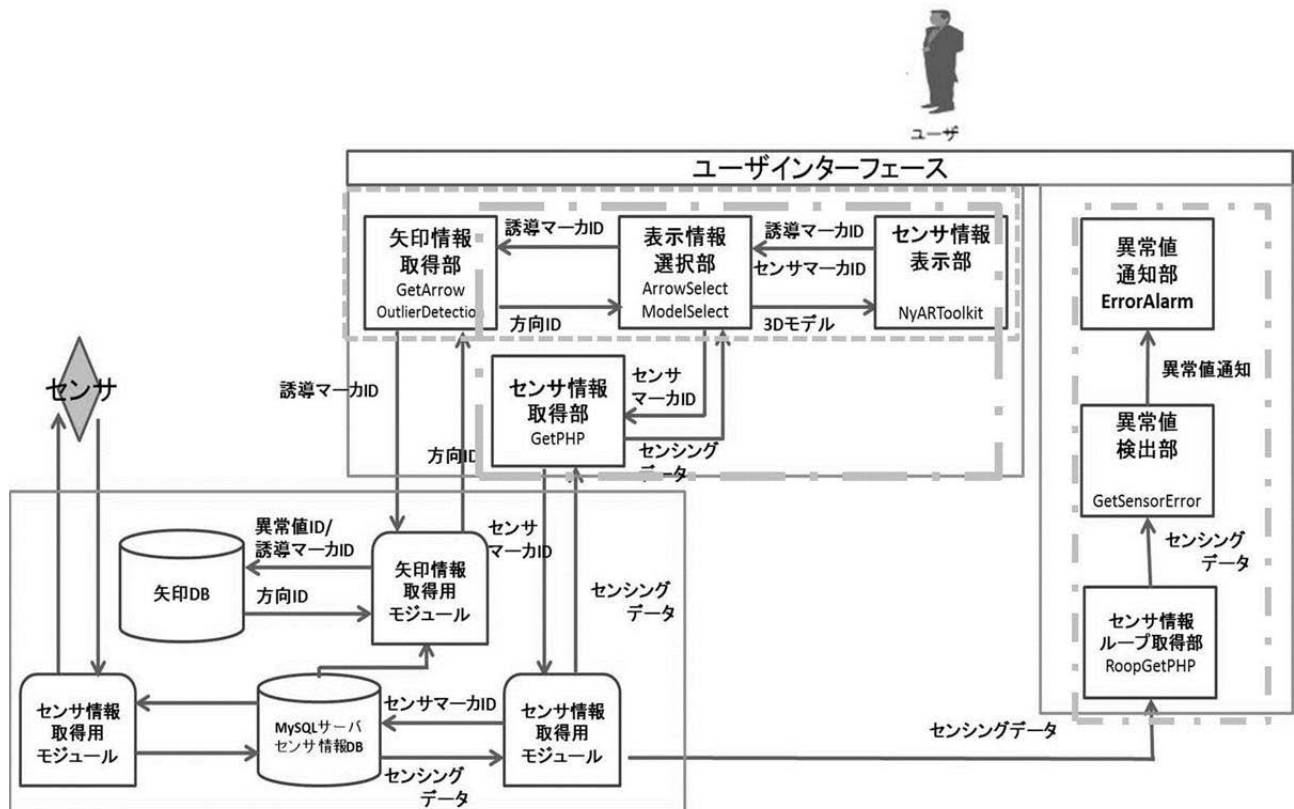 ユーザ
ユーザインターフェース
矢印情報
取得部
GetArrow
OutlierDetection
誘導マーカID
方向ID
表示情報
選択部
ArrowSelect
ModelSelect
誘導マーカID
センサマーカID
3Dモデル
センサ情報
表示部
NyARToolkit
異常値
通知部
ErrorAlarm
異常値通知
異常値
検出部
GetSensorError
センシング
データ
センサ情報
ループ取得部
RoopGetPHP
センサ情報
取得部
GetPHP
センサ
マーカID
センシング
データ
センサ
誘導マーカID
方向ID
異常値ID/
誘導マーカID
矢印DB
方向ID
矢印情報
取得用
モジュール
センサ
マーカID
センシング
データ
センサ情報
取得用
モジュール
MySQLサーバ
センサ情報DB
センサマーカID
センシング
データ
センサ情報
取得用
モジュール
センシングデータ